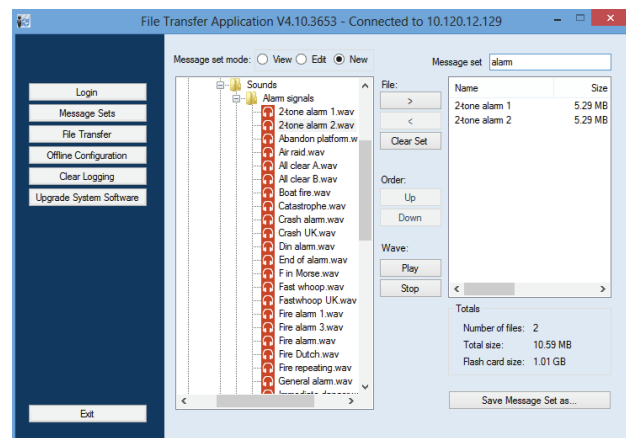 File Transfer Application V4.10.3653 - Connected to 10.120.12.129
Message set mode: View Edit New
Message set alarm
Login
Message Sets
File Transfer
Offline Configuration
Clear Logging
Upgrade System Software
Exit
Sounds
Alarm signals
2-tone alarm 1.wav
2-tone alarm 2.wav
Abandon platform.w
Air raid.wav
All clear A.wav
All clear B.wav
Boat fire.wav
Catastrophe.wav
Crash alarm.wav
Crash UK.wav
Din alarm.wav
End of alarm.wav
F in Morse.wav
Fast whoop.wav
Fastwhoop UK.wav
Fire alarm 1.wav
Fire alarm 3.wav
Fire alarm.wav
Fire Dutch.wav
Fire repeating.wav
General alarm.wav
File:
>
<
Clear Set
Order:
Up
Down
Wave:
Play
Stop
Name Size
2-tone alarm 1 5.29 MB
2-tone alarm 2 5.29 MB
Totals
Number of files: 2
Total size: 10.59 MB
Flash card size: 1.01 GB
Save Message Set as...